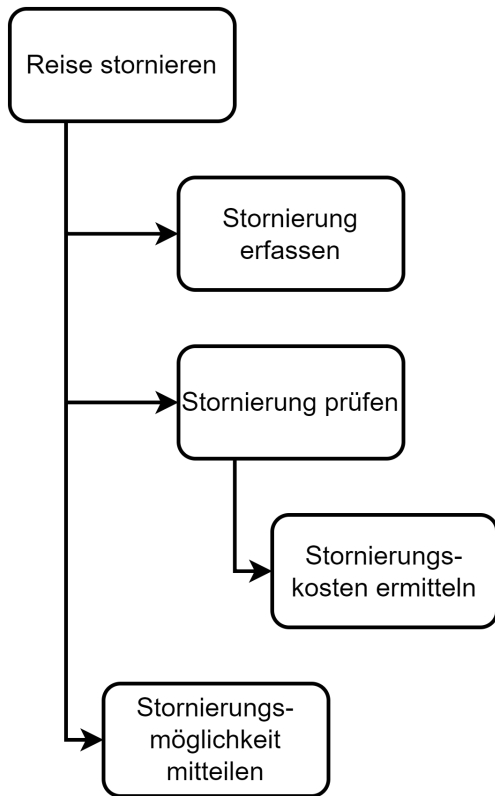 Reise stornieren
Stornierung
erfassen
Stornierung prüfen
Stornierungs-
kosten ermitteln
Stornierungs-
möglichkeit
mitteilen